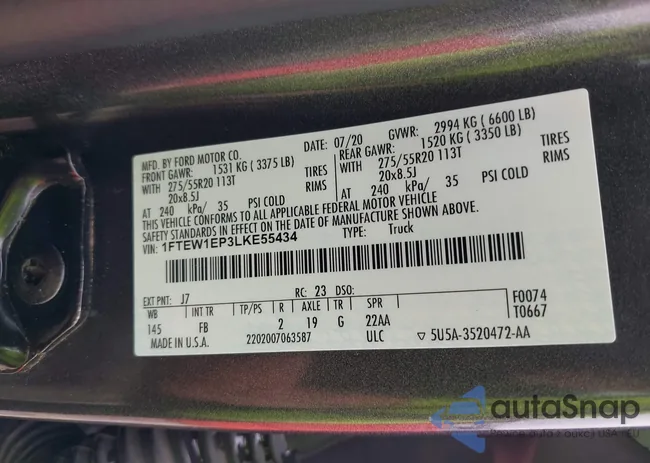 MFD. BY FORD MOTOR CO. DATE: 07/20 GVWR: 2994 KG ( 6600 LB)
FRONT GAWR: 1531 KG ( 3375 LB) REAR GAWR: 1520 KG ( 3350 LB)
WITH 275/55R20 113T TIRES 275/55R20 113T TIRES
20x8.5J RIMS 20x8.5J RIMS
AT 240 kPa/ 35 PSI COLD AT 240 kPa/ 35 PSI COLD
THIS VEHICLE CONFORMS TO ALL APPLICABLE FEDERAL MOTOR VEHICLE
SAFETY STANDARDS IN EFFECT ON THE DATE OF MANUFACTURE SHOWN ABOVE.
VIN: 1FTEW1EP3LKE55434 TYPE: Truck
EXT PNT: J7 RC: 23 DSO: F0074
WB INT TR TP/PS R AXLE TR SPR T0667
145 FB 2 19 G 22AA
MADE IN U.S.A. 2202007063587 ULC ▽ 5U5A-3520472-AA
autoSnap